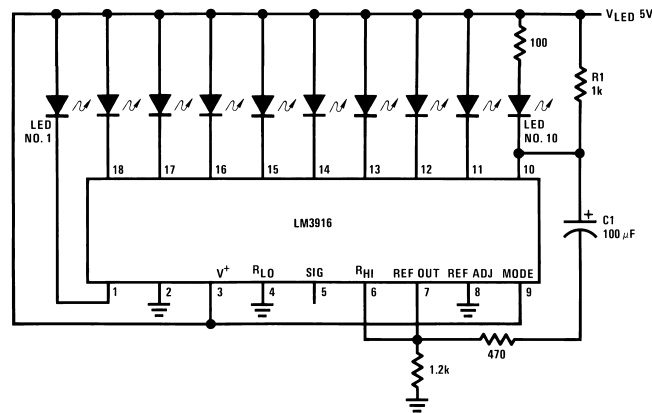 VLED 5V
100
R1
1k
LED
NO. 1
LED
NO. 10
18 17 16 15 14 13 12 11 10
LM3916
C1
+
100 μF
V+ RLO SIG RHI REF OUT REF ADJ MODE
1 2 3 4 5 6 7 8 9
470
1.2k